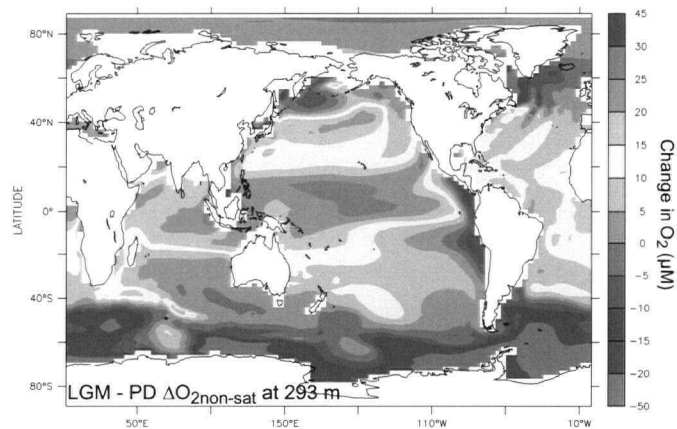 80°N
40°N
0°
40°S
80°S
LATITUDE
LGM - PD ΔO2non-sat at 293 m
50°E
150°E
110°W
10°W
45
30
25
20
15
10
5
0
−5
−10
−15
−20
−50
Change in O2 (µM)